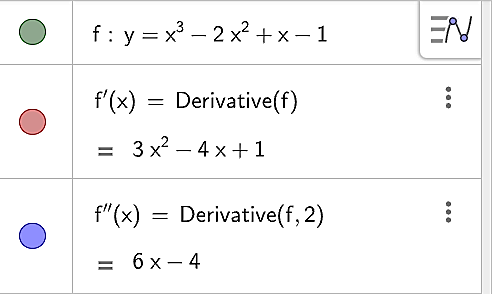 f : y = x³ − 2 x² + x − 1
f′(x) = Derivative(f)
= 3 x² − 4 x + 1
f″(x) = Derivative(f, 2)
= 6 x − 4